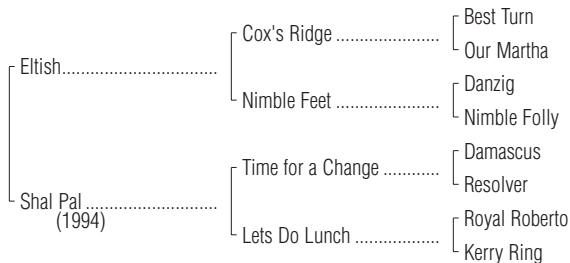 Best Turn
Cox's Ridge ......................
Our Martha
Eltish.................................
Danzig
Nimble Feet ......................
Nimble Folly
Damascus
Time for a Change ............
Resolver
Shal Pal ............................
(1994)
Royal Roberto
Lets Do Lunch ..................
Kerry Ring